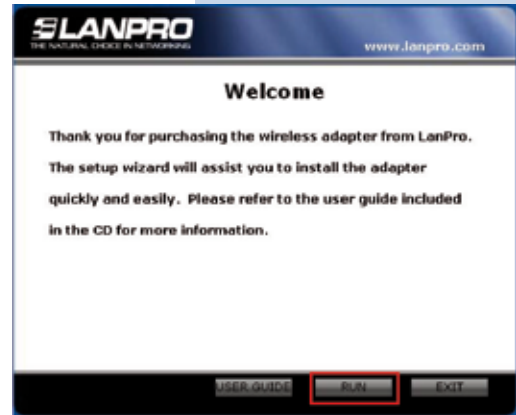 LANPRO
THE NATURAL CHOICE IN NETWORKING
www.lanpro.com
Welcome
Thank you for purchasing the wireless adapter from LanPro.
The setup wizard will assist you to install the adapter
quickly and easily. Please refer to the user guide included
in the CD for more information.
USER GUIDE
RUN
EXIT